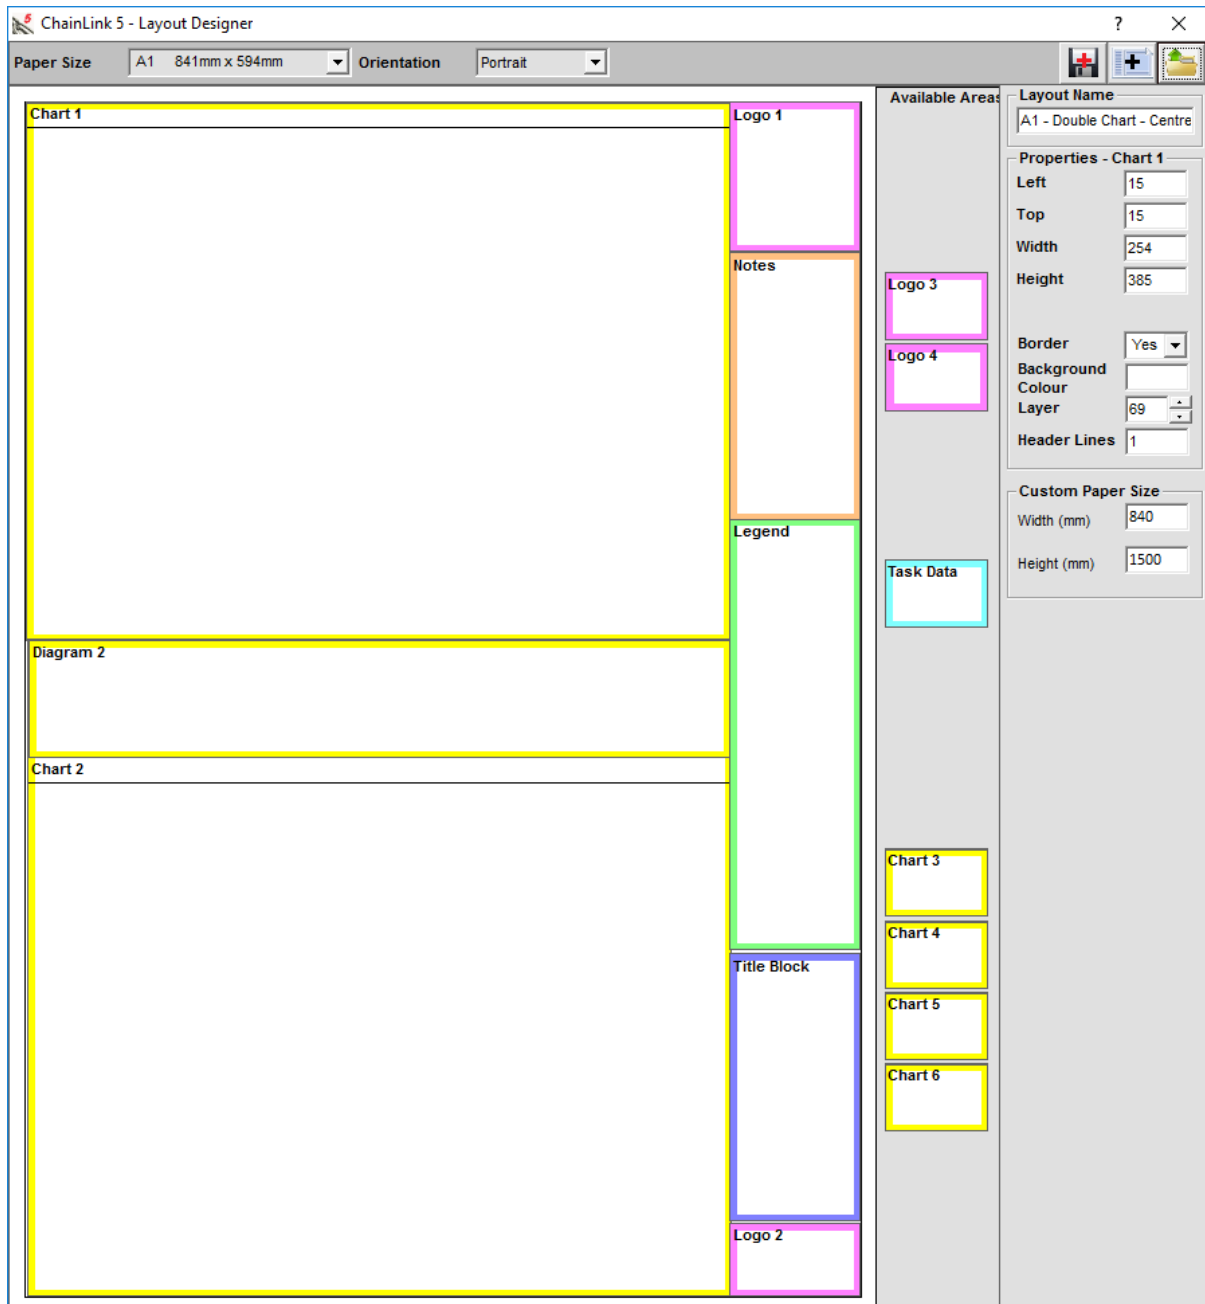 5 ChainLink 5 - Layout Designer ?
Paper Size A1 841mm x 594mm Orientation Portrait
Chart 1
Logo 1
Notes
Legend
Diagram 2
Chart 2
Title Block
Logo 2
Available Areas
Logo 3
Logo 4
Task Data
Chart 3
Chart 4
Chart 5
Chart 6
Layout Name
A1 - Double Chart - Centre
Properties - Chart 1
Left 15
Top 15
Width 254
Height 385
Border Yes
Background
Colour
Layer 69
Header Lines 1
Custom Paper Size
Width (mm) 840
Height (mm) 1500